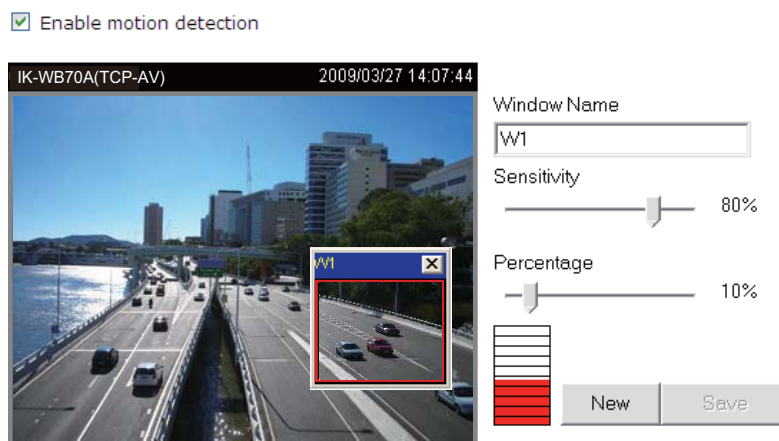 Enable motion detection
IK-WB70A(TCP-AV) 2009/03/27 14:07:44
Window Name
W1
Sensitivity
80%
W1
Percentage
10%
New
Save